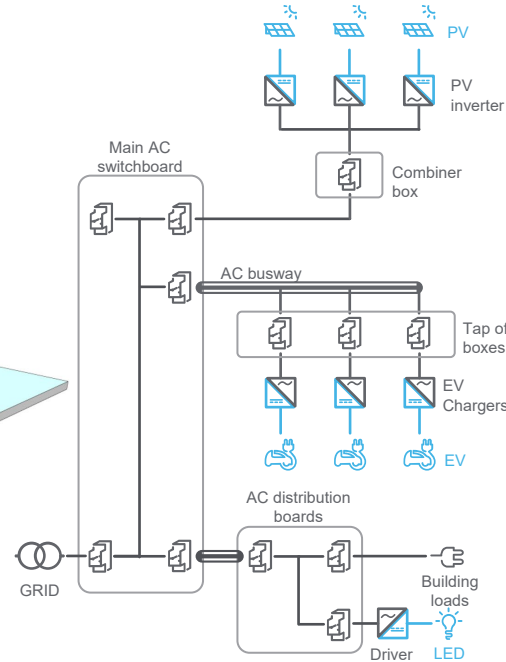 PV
PV
inverter
Main AC
switchboard
Combiner
box
AC busway
Tap of
boxes
EV
Chargers
EV
AC distribution
boards
GRID
Building
loads
Driver
LED